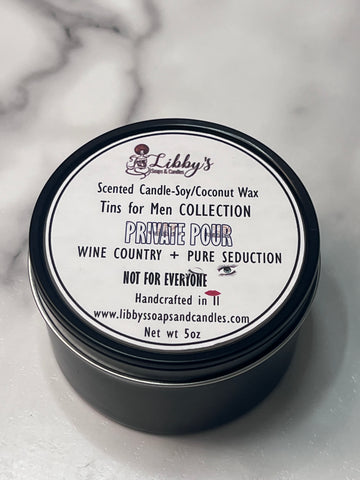 Libby's
Soaps & Candles
Scented Candle-Soy/Coconut Wax
Tins for Men COLLECTION
PRIVATE POUR
WINE COUNTRY + PURE SEDUCTION
NOT FOR EVERYONE
Handcrafted in Il
www.libbyssoapsandcandles.com
Net wt 5oz